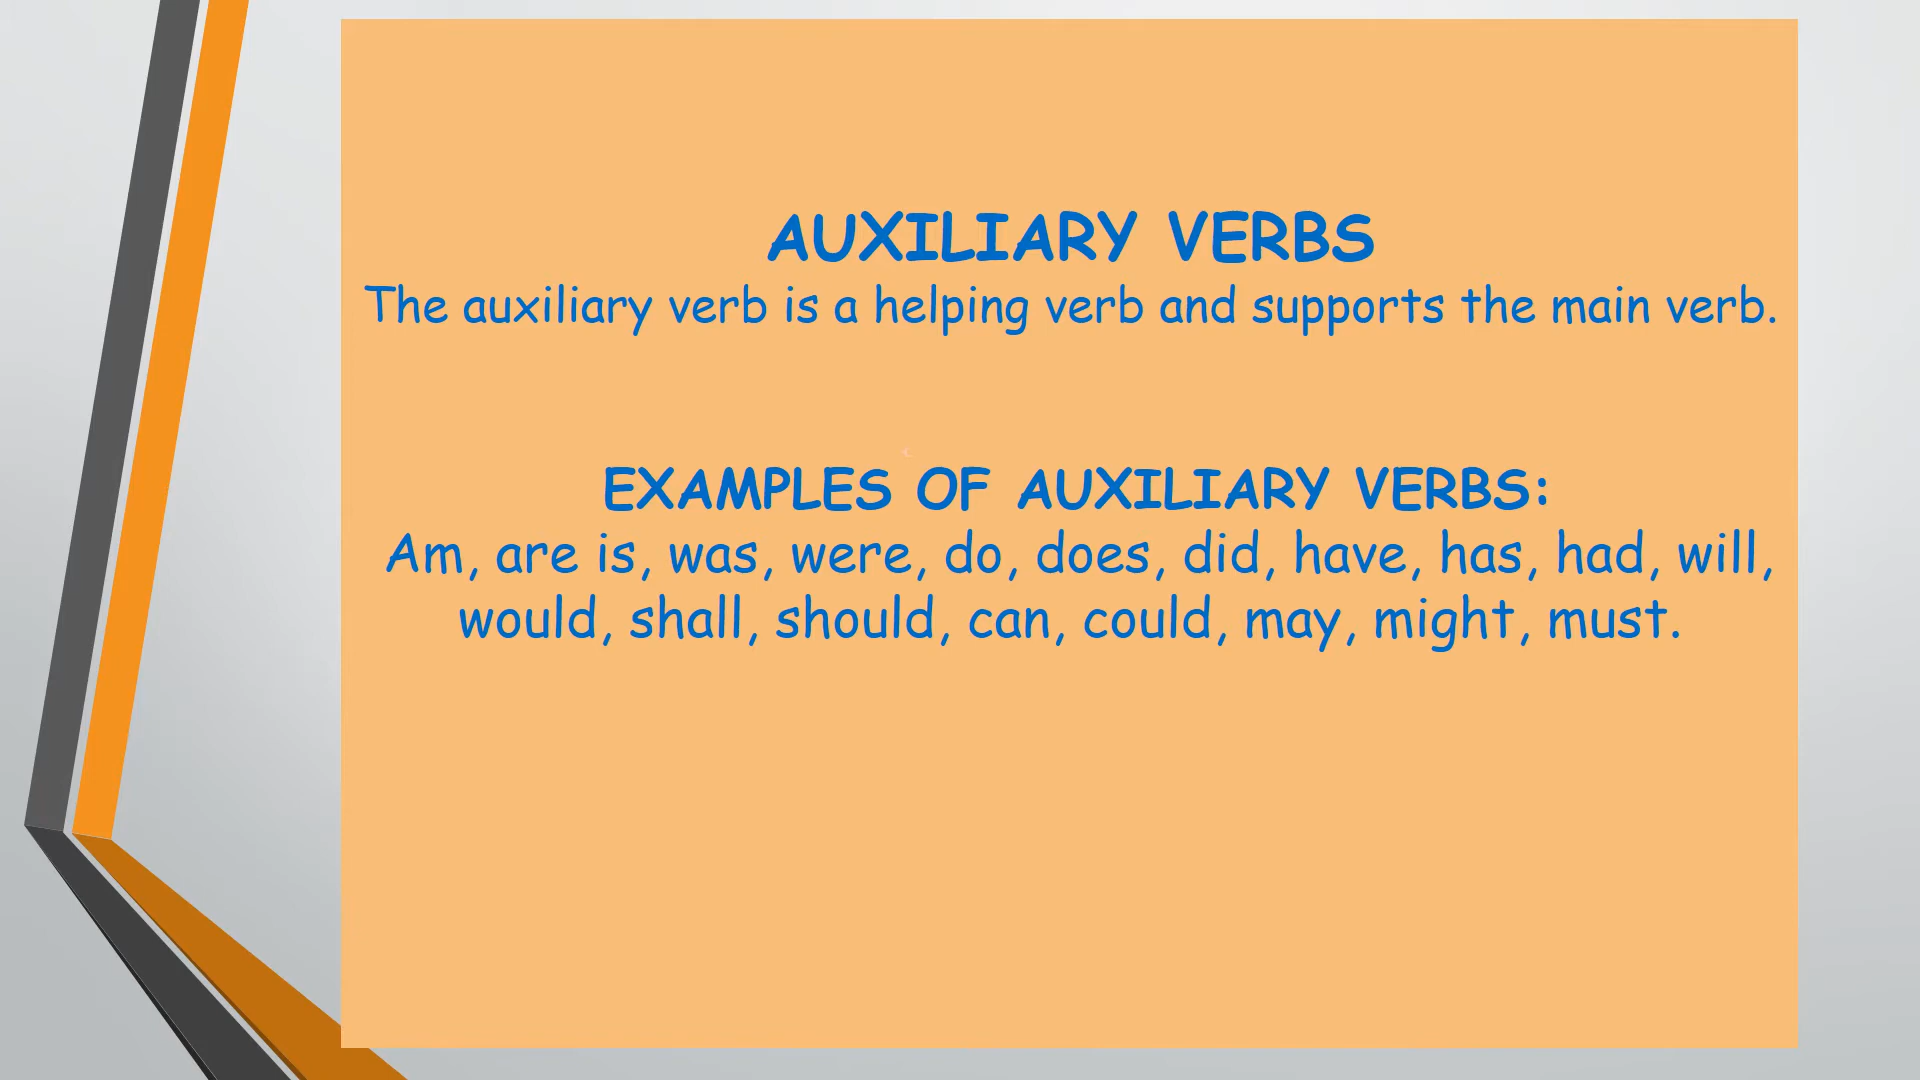 AUXILIARY VERBS
The auxiliary verb is a helping verb and supports the main verb.
EXAMPLES OF AUXILIARY VERBS:
Am, are is, was, were, do, does, did, have, has, had, will,
would, shall, should, can, could, may, might, must.